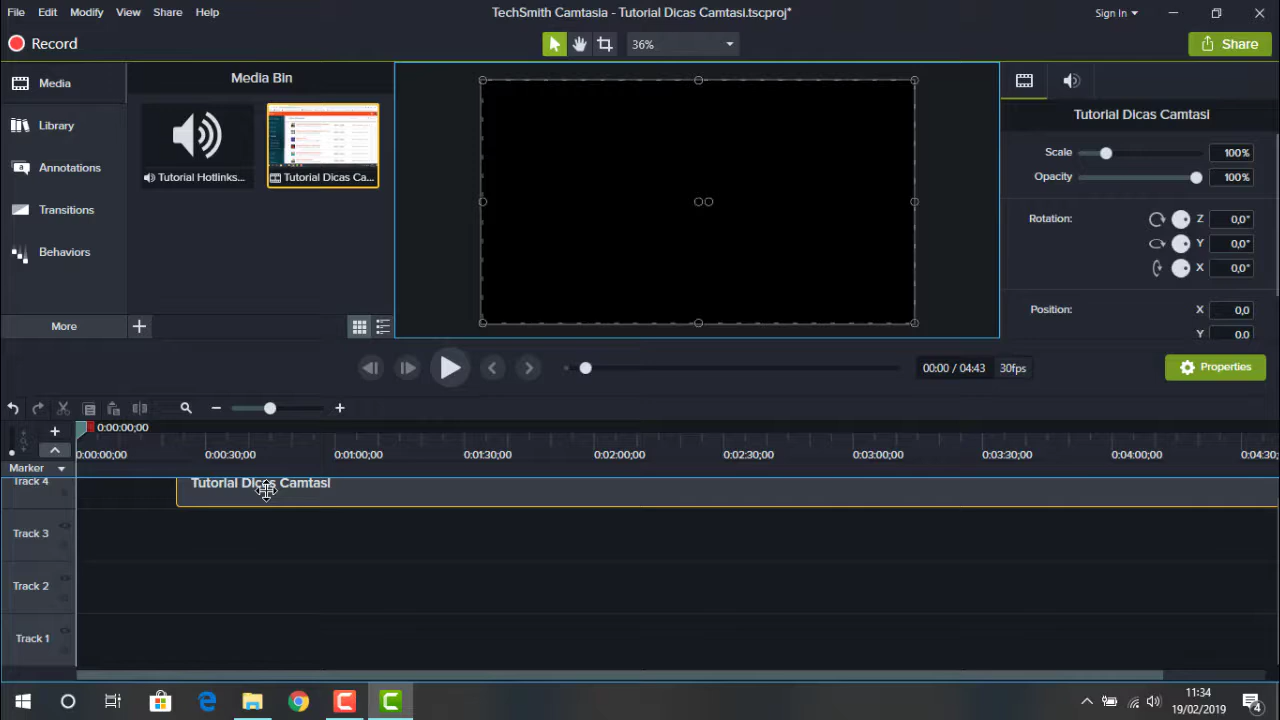 File Edit Modify View Share Help
TechSmith Camtasia - Tutorial Dicas Camtasi.tscproj*
Sign In
Record
36%
Share
Media
Media Bin
Library
Annotations
Transitions
Behaviors
More
Tutorial Hotlinks...
Tutorial Dicas Ca...
Tutorial Dicas Camtasi
Scale
Opacity 100%
Rotation: Z 0,0°
Y 0,0°
X 0,0°
Position: X 0,0
Y 0,0
00:00 / 04:43 30fps
Properties
0:00:00;00
0:00:00;00 0:00:30;00 0:01:00;00 0:01:30;00 0:02:00;00 0:02:30;00 0:03:00;00 0:03:30;00 0:04:00;00 0:04:30;
Marker
Track 4
Tutorial Dicas Camtasi
Track 3
Track 2
Track 1
11:34
19/02/2019
4